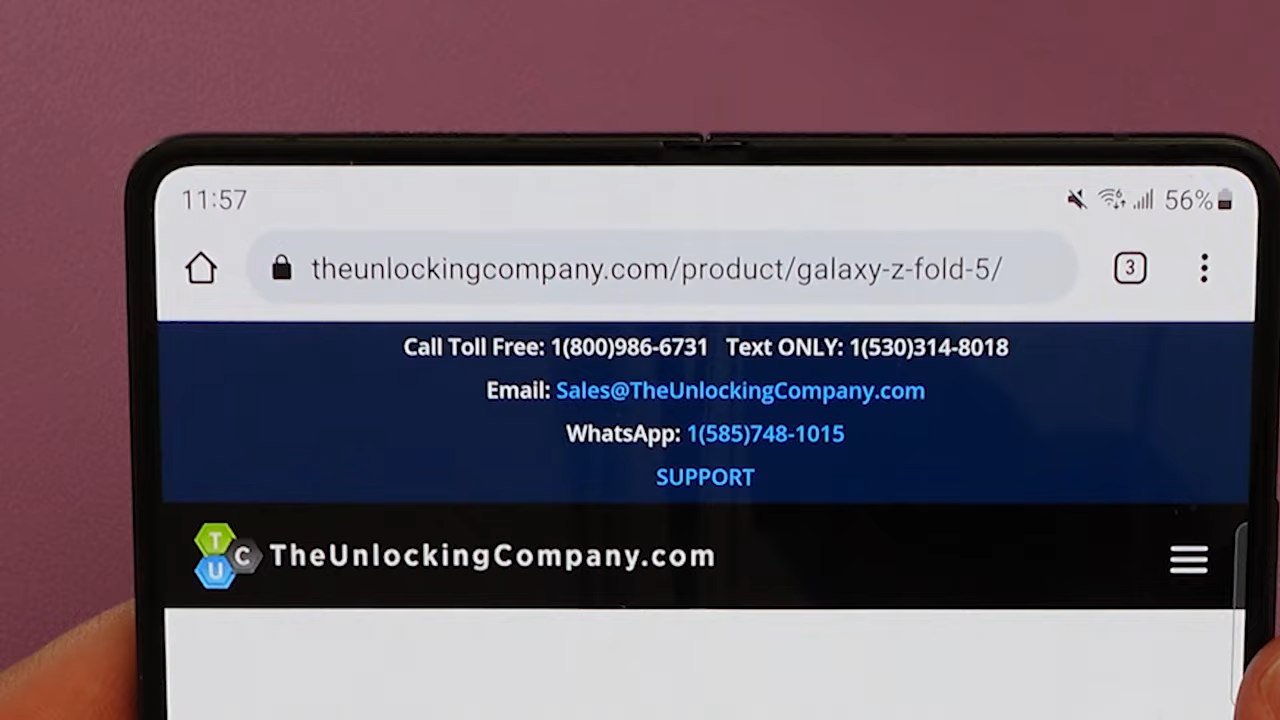 11:57 56%
theunlockingcompany.com/product/galaxy-z-fold-5/ 3
Call Toll Free: 1(800)986-6731 Text ONLY: 1(530)314-8018
Email: Sales@TheUnlockingCompany.com
WhatsApp: 1(585)748-1015
SUPPORT
T U C TheUnlockingCompany.com